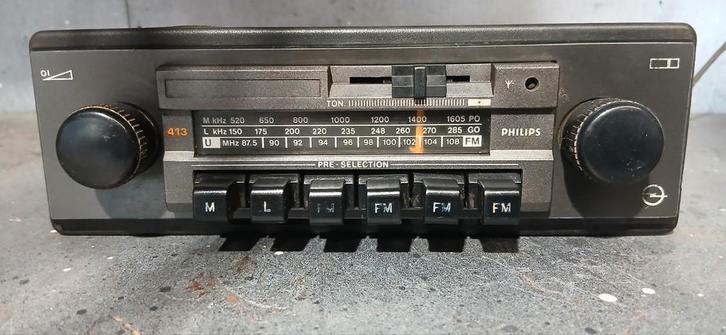 OI
TON.
M kHz 520 650 800 1000 1200 1400 1605 PO
413 L kHz 150 175 200 220 235 248 260 270 285 GO PHILIPS
U MHz 87.5 90 92 94 96 98 100 102 104 108 FM
PRE-SELECTION
M L FM FM FM FM